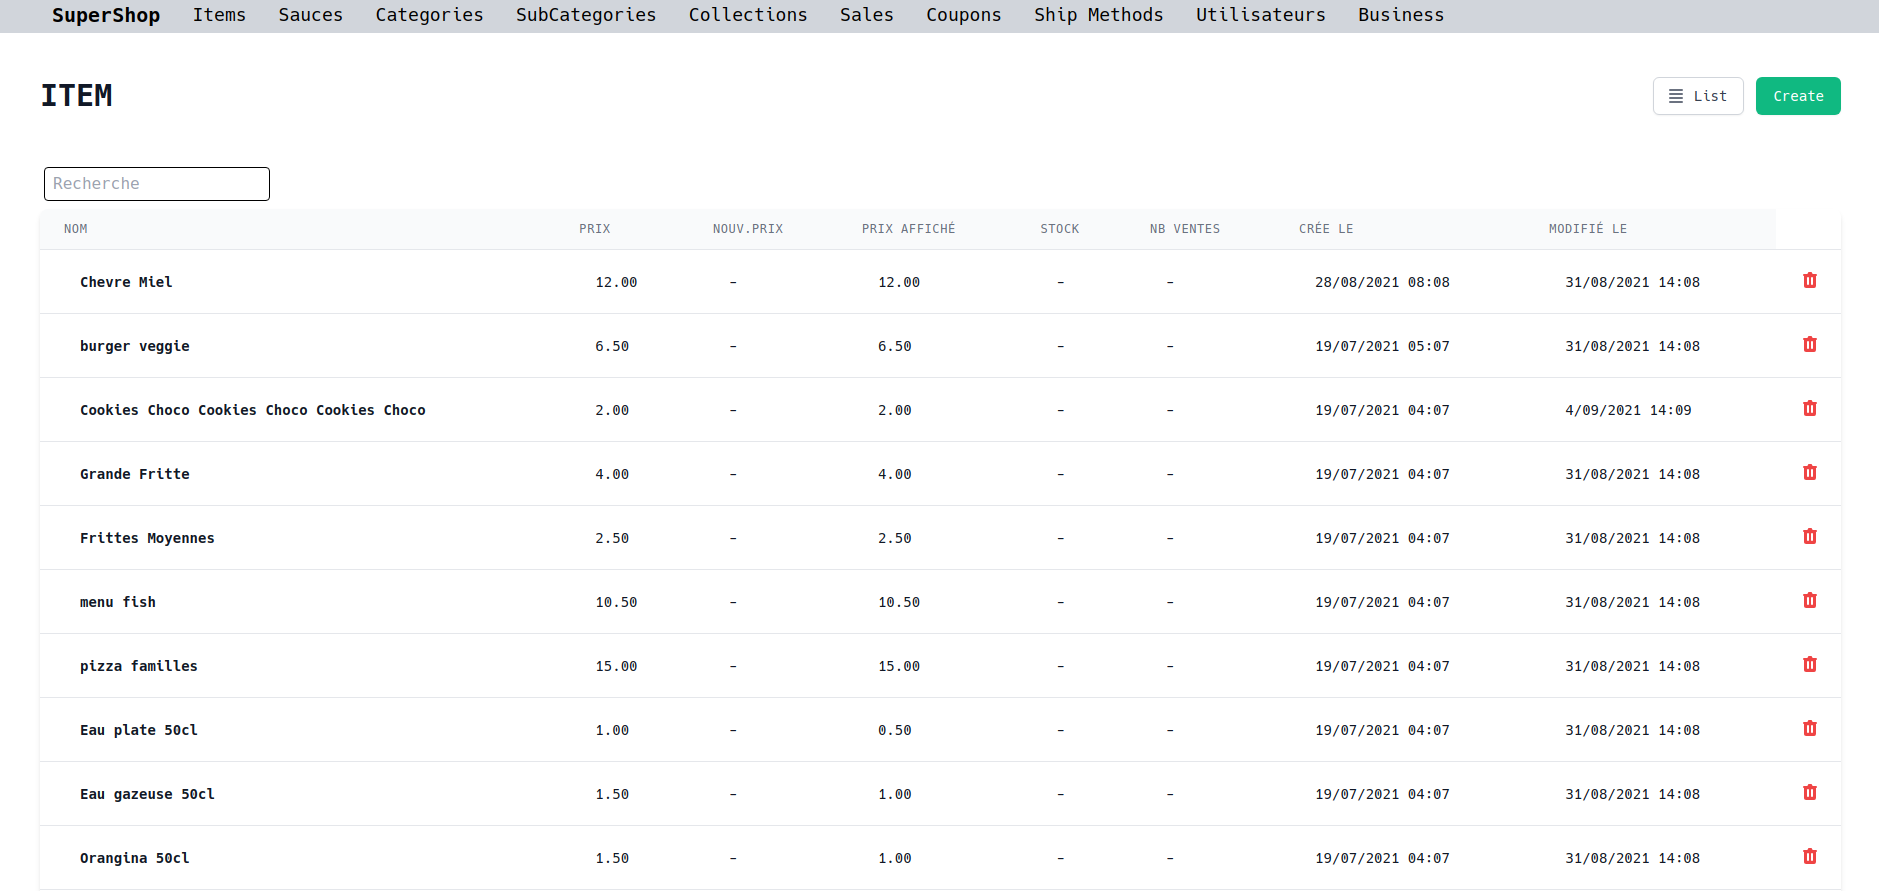 SuperShop Items Sauces Categories SubCategories Collections Sales Coupons Ship Methods Utilisateurs Business
ITEM List Create
Recherche
NOM PRIX NOUV.PRIX PRIX AFFICHÉ STOCK NB VENTES CRÉE LE MODIFIÉ LE
Chevre Miel 12.00 - 12.00 - - 28/08/2021 08:08 31/08/2021 14:08
burger veggie 6.50 - 6.50 - - 19/07/2021 05:07 31/08/2021 14:08
Cookies Choco Cookies Choco Cookies Choco 2.00 - 2.00 - - 19/07/2021 04:07 4/09/2021 14:09
Grande Fritte 4.00 - 4.00 - - 19/07/2021 04:07 31/08/2021 14:08
Frittes Moyennes 2.50 - 2.50 - - 19/07/2021 04:07 31/08/2021 14:08
menu fish 10.50 - 10.50 - - 19/07/2021 04:07 31/08/2021 14:08
pizza familles 15.00 - 15.00 - - 19/07/2021 04:07 31/08/2021 14:08
Eau plate 50cl 1.00 - 0.50 - - 19/07/2021 04:07 31/08/2021 14:08
Eau gazeuse 50cl 1.50 - 1.00 - - 19/07/2021 04:07 31/08/2021 14:08
Orangina 50cl 1.50 - 1.00 - - 19/07/2021 04:07 31/08/2021 14:08